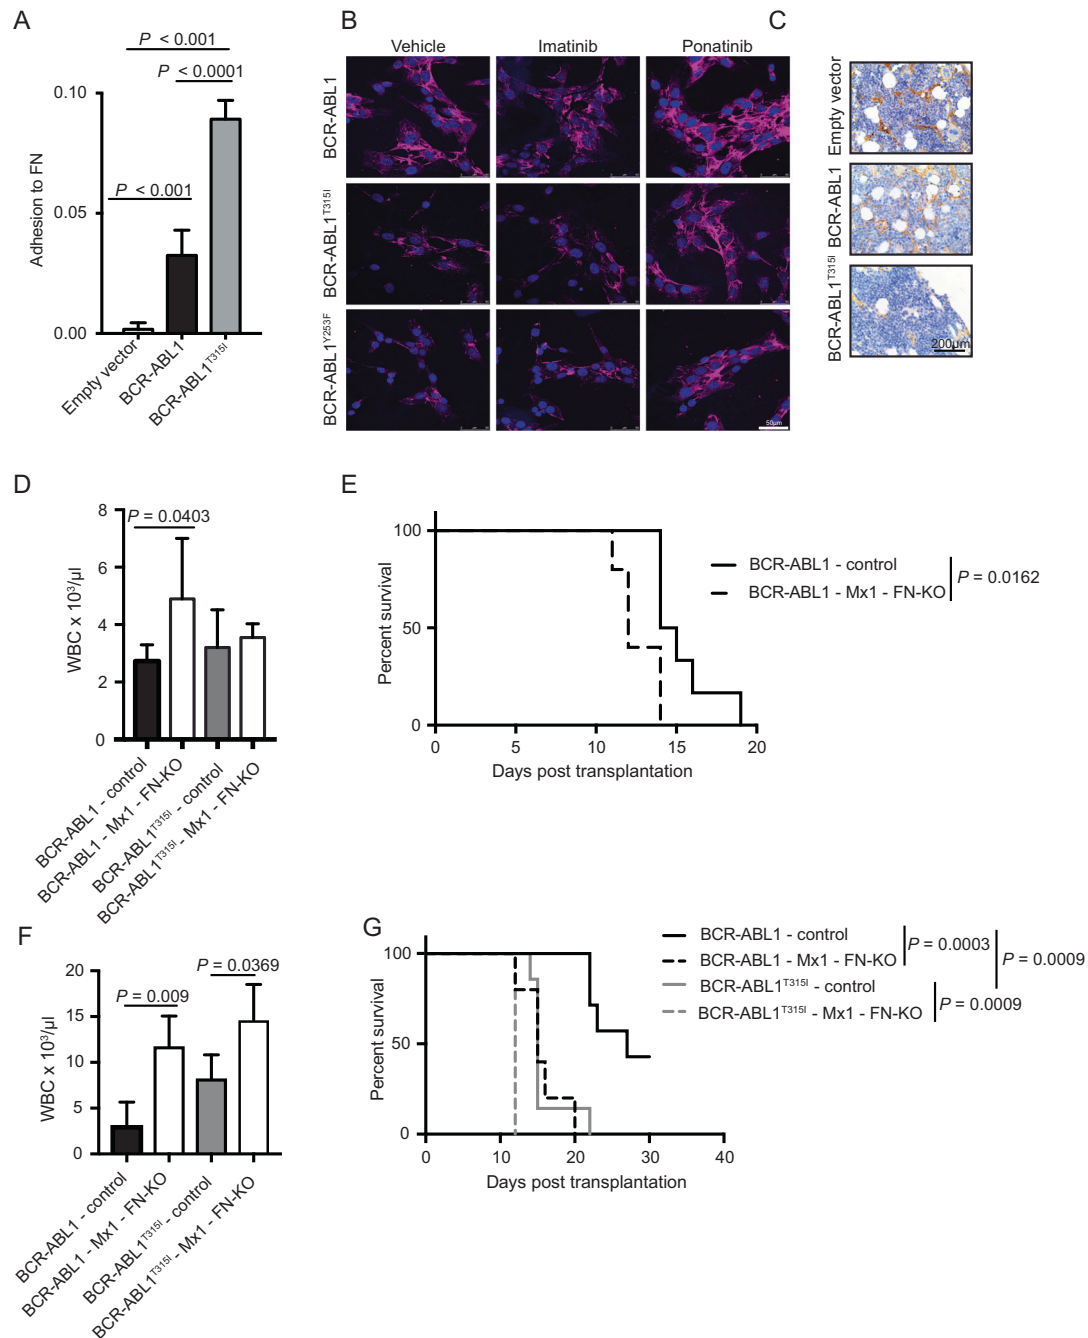 A
P < 0.001
P < 0.0001
P < 0.001
0.10
0.05
0.00
Adhesion to FN
Empty vector
BCR-ABL1
BCR-ABL1T315I
B
Vehicle
Imatinib
Ponatinib
BCR-ABL1
BCR-ABL1T315I
BCR-ABL1Y253F
50μm
C
Empty vector
BCR-ABL1
BCR-ABL1T315I
200μm
D
8
6
4
2
0
WBC x 10³/μl
P = 0.0403
BCR-ABL1 - control
BCR-ABL1 - Mx1 - FN-KO
BCR-ABL1T315I - control
BCR-ABL1T315I - Mx1 - FN-KO
E
100
50
0
Percent survival
0 5 10 15 20
Days post transplantation
BCR-ABL1 - control
BCR-ABL1 - Mx1 - FN-KO
P = 0.0162
F
20
15
10
5
0
WBC x 10³/μl
P = 0.009
P = 0.0369
BCR-ABL1 - control
BCR-ABL1 - Mx1 - FN-KO
BCR-ABL1T315I - control
BCR-ABL1T315I - Mx1 - FN-KO
G
100
50
0
Percent survival
0 10 20 30 40
Days post transplantation
BCR-ABL1 - control
BCR-ABL1 - Mx1 - FN-KO
BCR-ABL1T315I - control
BCR-ABL1T315I - Mx1 - FN-KO
P = 0.0003
P = 0.0009
P = 0.0009